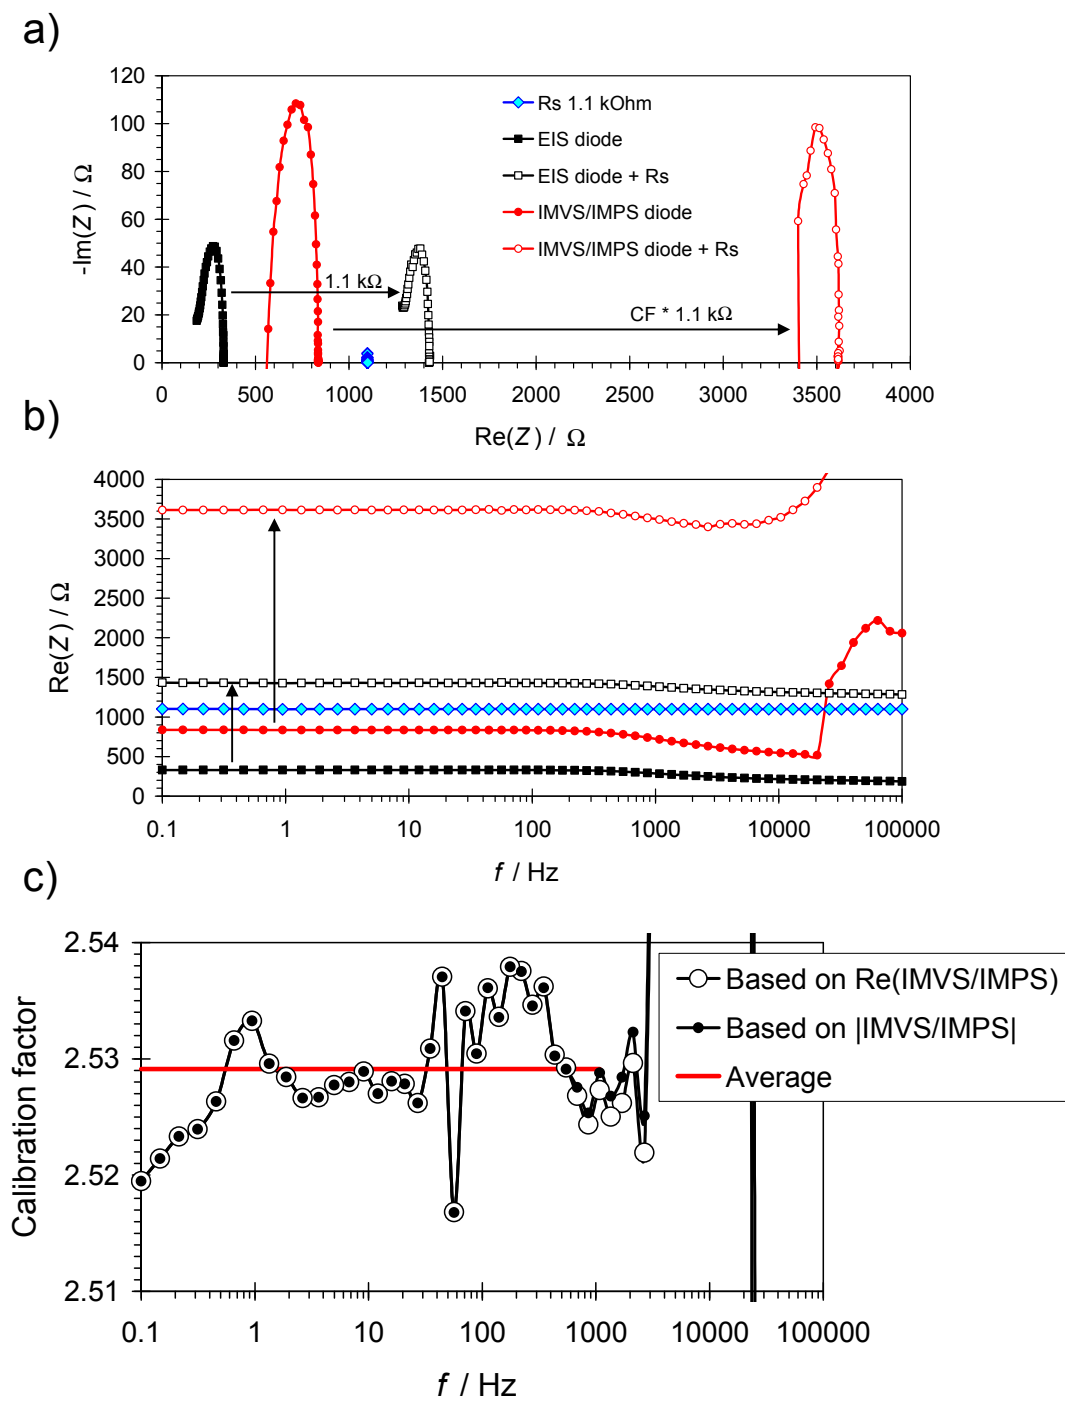 a)
-Im(Z) / Ω
120
100
80
60
40
20
0
Rs 1.1 kOhm
EIS diode
EIS diode + Rs
IMVS/IMPS diode
IMVS/IMPS diode + Rs
1.1 kΩ
CF * 1.1 kΩ
0 500 1000 1500 2000 2500 3000 3500 4000
Re(Z) / Ω
b)
Re(Z) / Ω
4000
3500
3000
2500
2000
1500
1000
500
0
0.1 1 10 100 1000 10000 100000
f / Hz
c)
Calibration factor
2.54
2.53
2.52
2.51
Based on Re(IMVS/IMPS)
Based on |IMVS/IMPS|
Average
0.1 1 10 100 1000 10000 100000
f / Hz